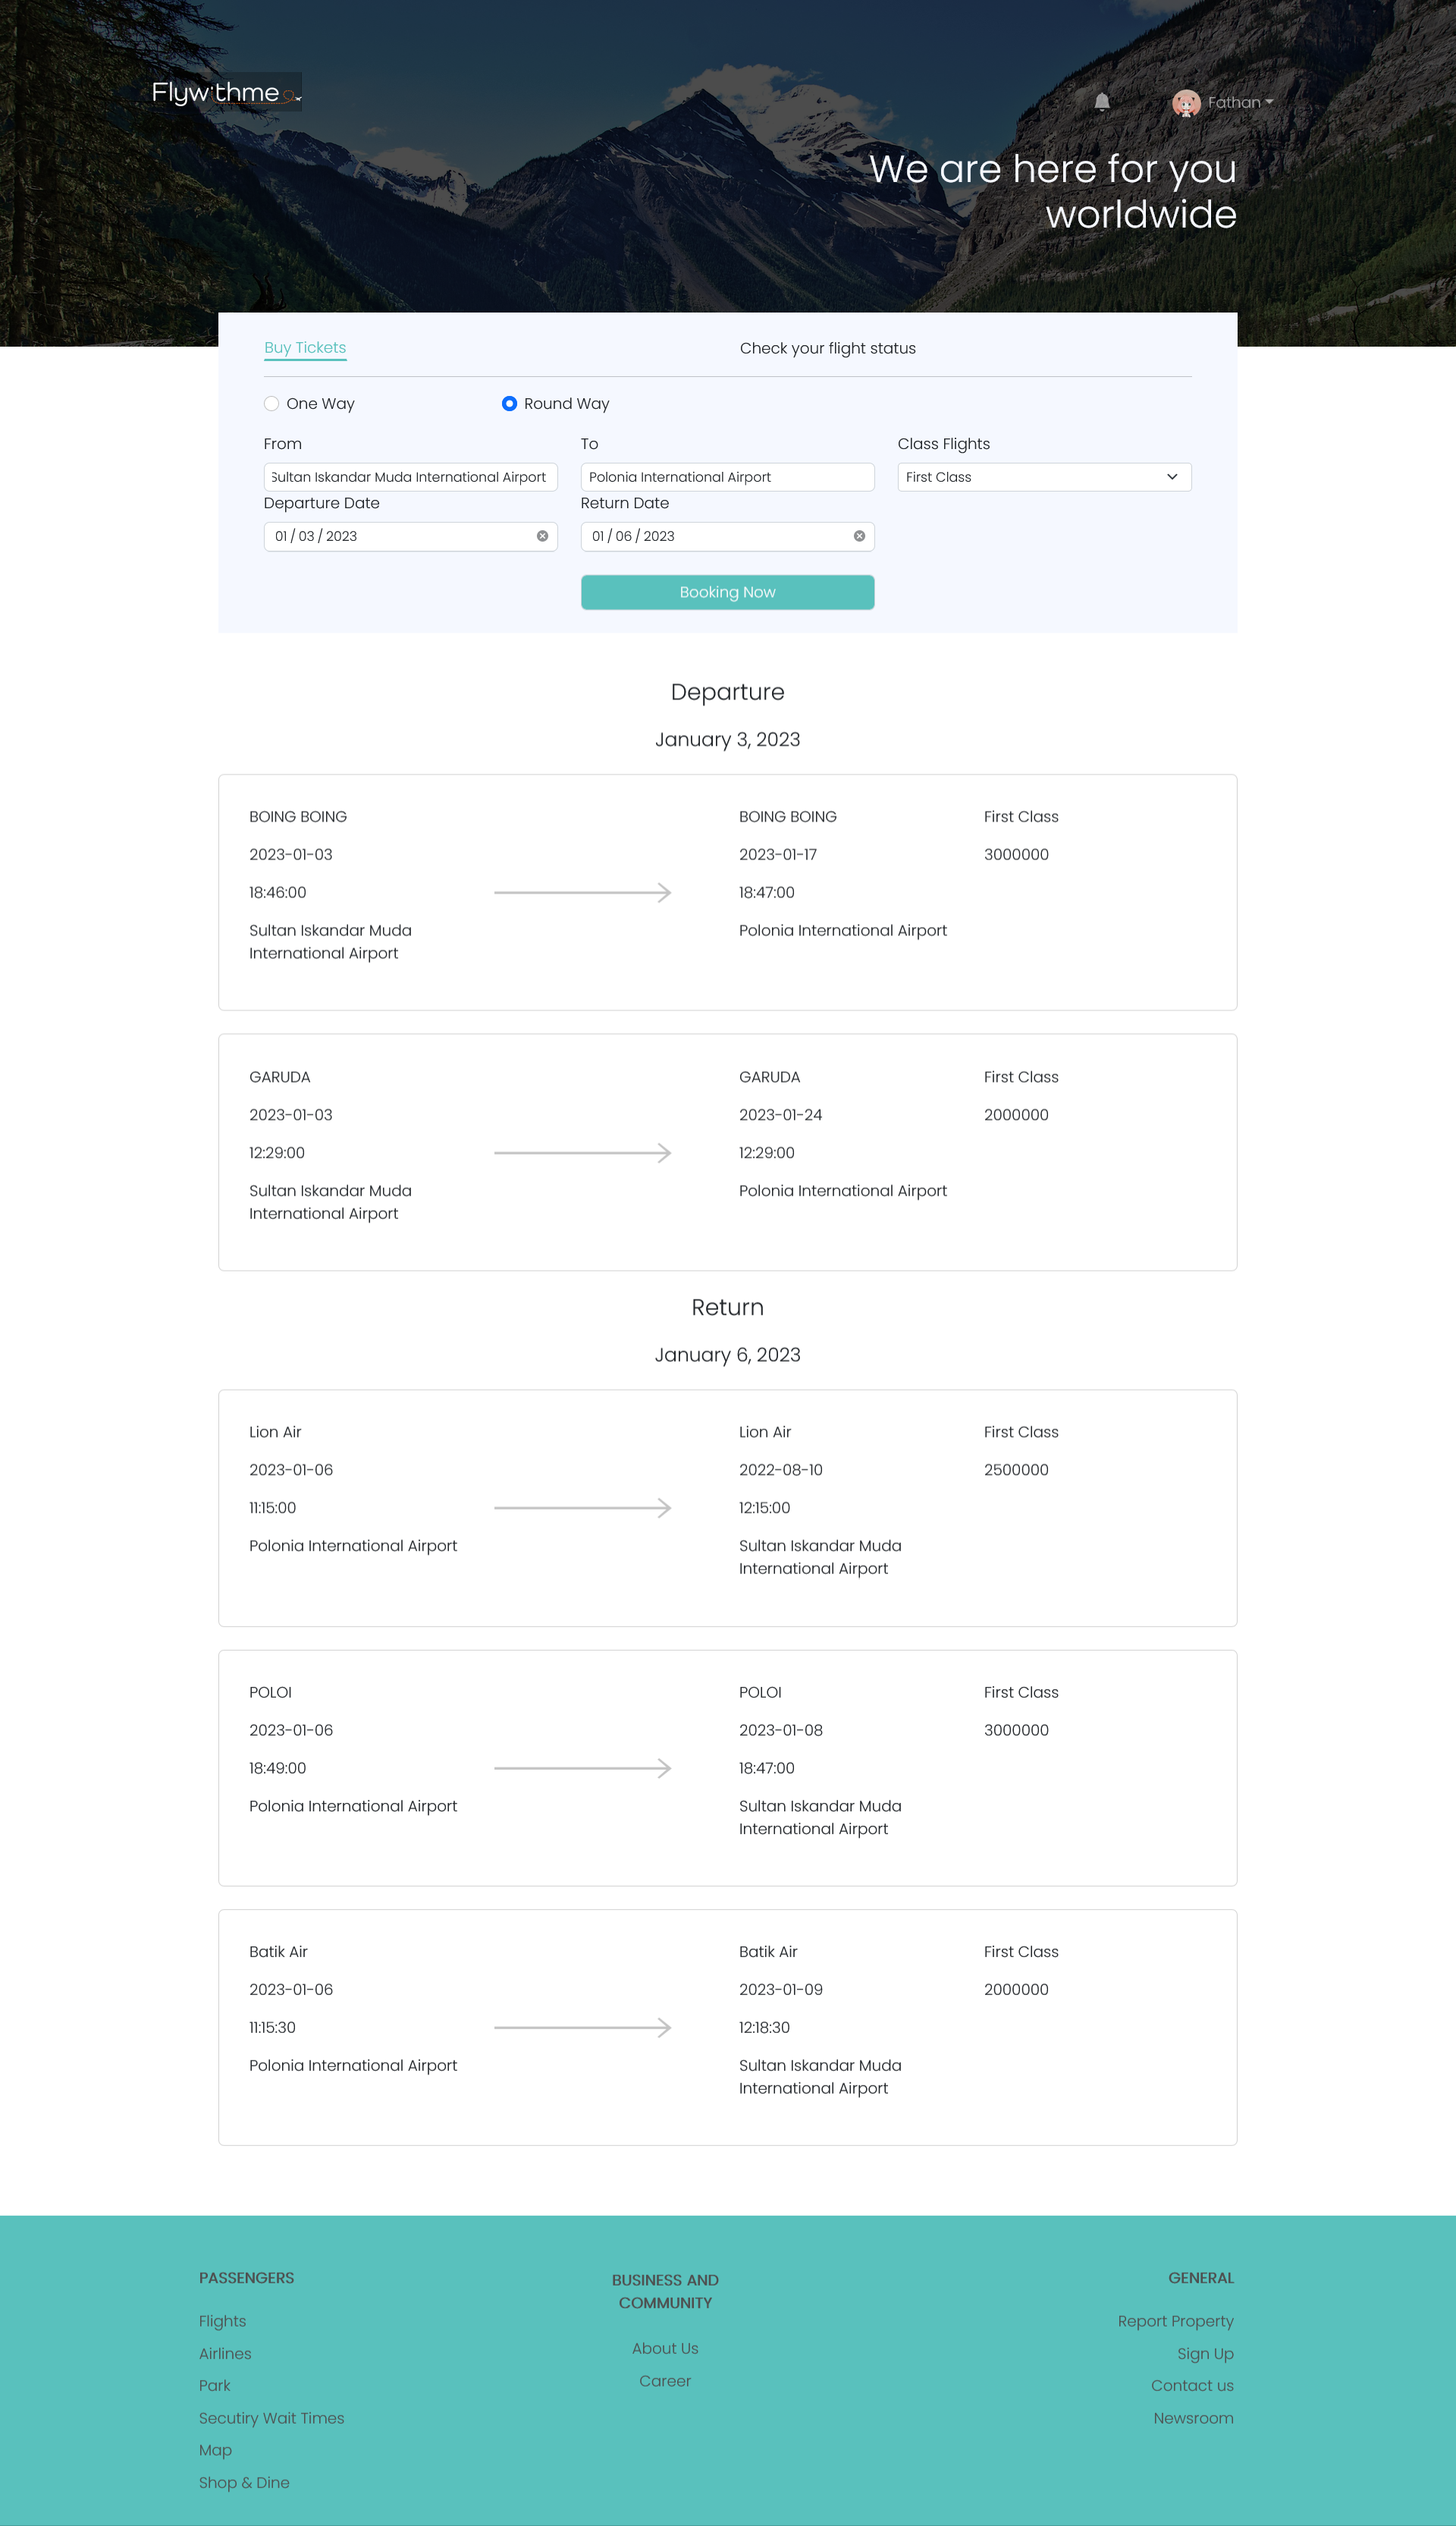 Flywithme
Fathan
We are here for you
worldwide
Buy Tickets
Check your flight status
One Way
Round Way
From
To
Class Flights
Sultan Iskandar Muda International Airport
Polonia International Airport
First Class
Departure Date
Return Date
01 / 03 / 2023
01 / 06 / 2023
Booking Now
Departure
January 3, 2023
BOING BOING
BOING BOING
First Class
2023-01-03
2023-01-17
3000000
18:46:00
18:47:00
Sultan Iskandar Muda
International Airport
Polonia International Airport
GARUDA
GARUDA
First Class
2023-01-03
2023-01-24
2000000
12:29:00
12:29:00
Sultan Iskandar Muda
International Airport
Polonia International Airport
Return
January 6, 2023
Lion Air
Lion Air
First Class
2023-01-06
2022-08-10
2500000
11:15:00
12:15:00
Polonia International Airport
Sultan Iskandar Muda
International Airport
POLOI
POLOI
First Class
2023-01-06
2023-01-08
3000000
18:49:00
18:47:00
Polonia International Airport
Sultan Iskandar Muda
International Airport
Batik Air
Batik Air
First Class
2023-01-06
2023-01-09
2000000
11:15:30
12:18:30
Polonia International Airport
Sultan Iskandar Muda
International Airport
PASSENGERS
Flights
Airlines
Park
Secutiry Wait Times
Map
Shop & Dine
BUSINESS AND
COMMUNITY
About Us
Career
GENERAL
Report Property
Sign Up
Contact us
Newsroom